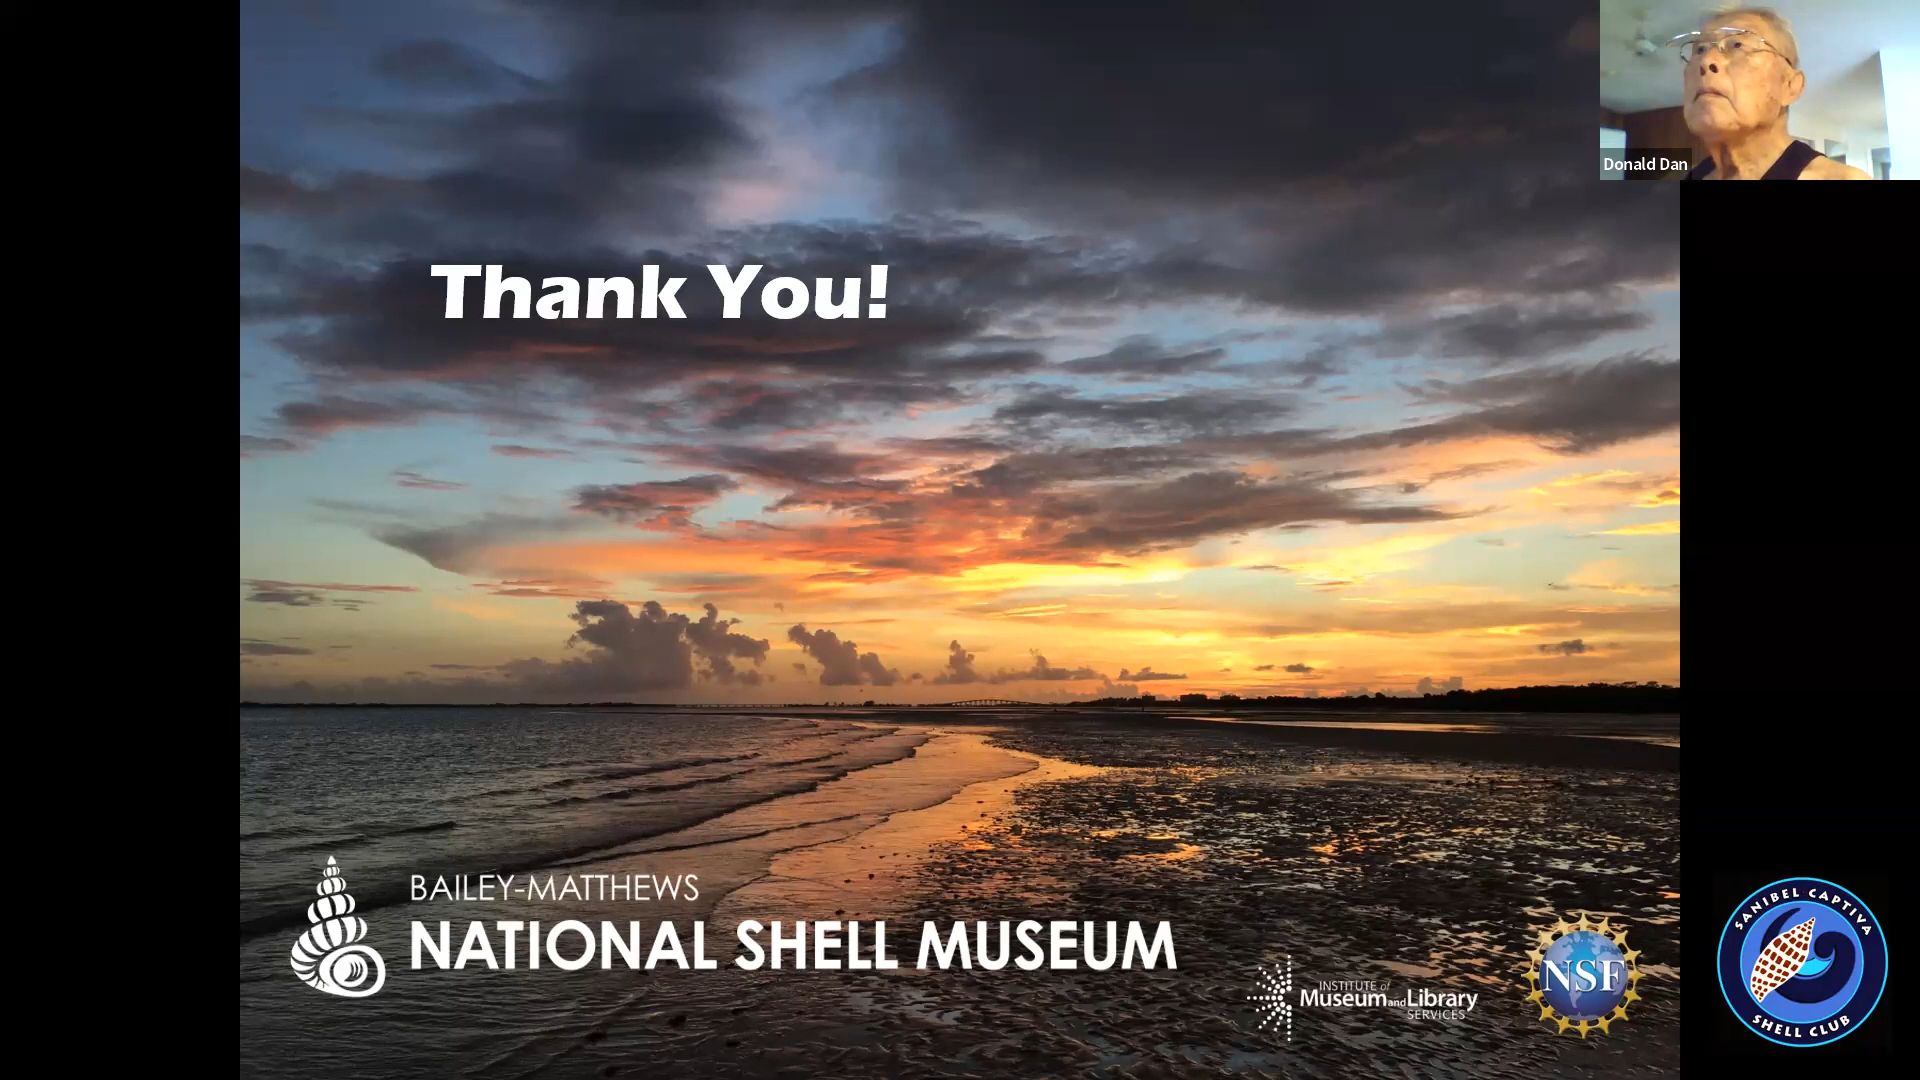 Donald Dan
Thank You!
BAILEY-MATTHEWS
NATIONAL SHELL MUSEUM
INSTITUTE of
Museum and Library
SERVICES
NSF
SANIBEL CAPTIVA
SHELL CLUB